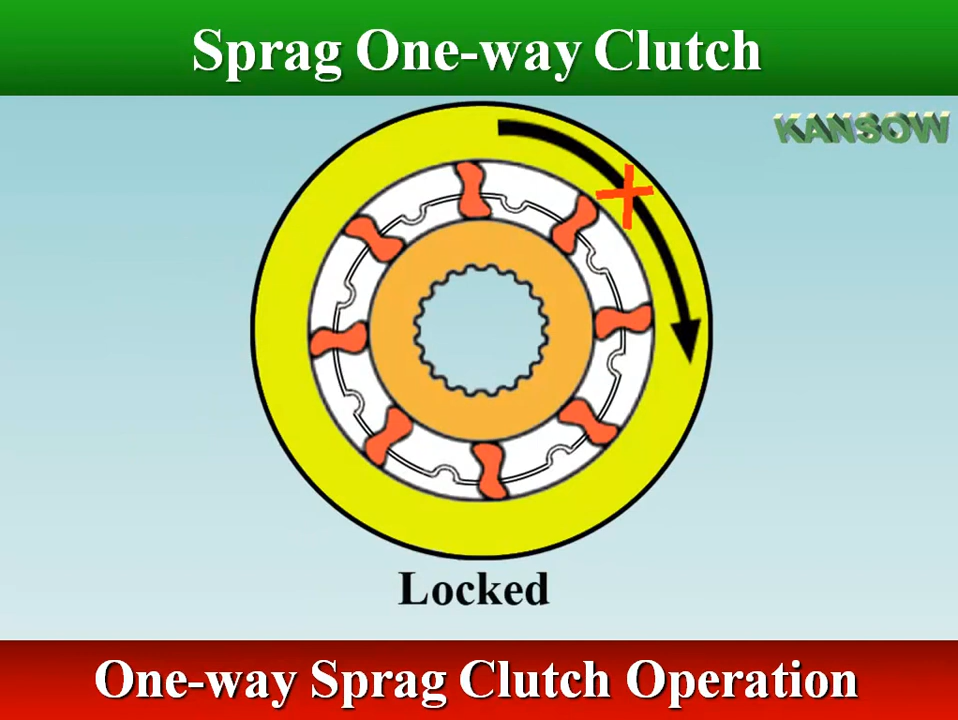 Sprag One-way Clutch
KANSOW
Locked
One-way Sprag Clutch Operation